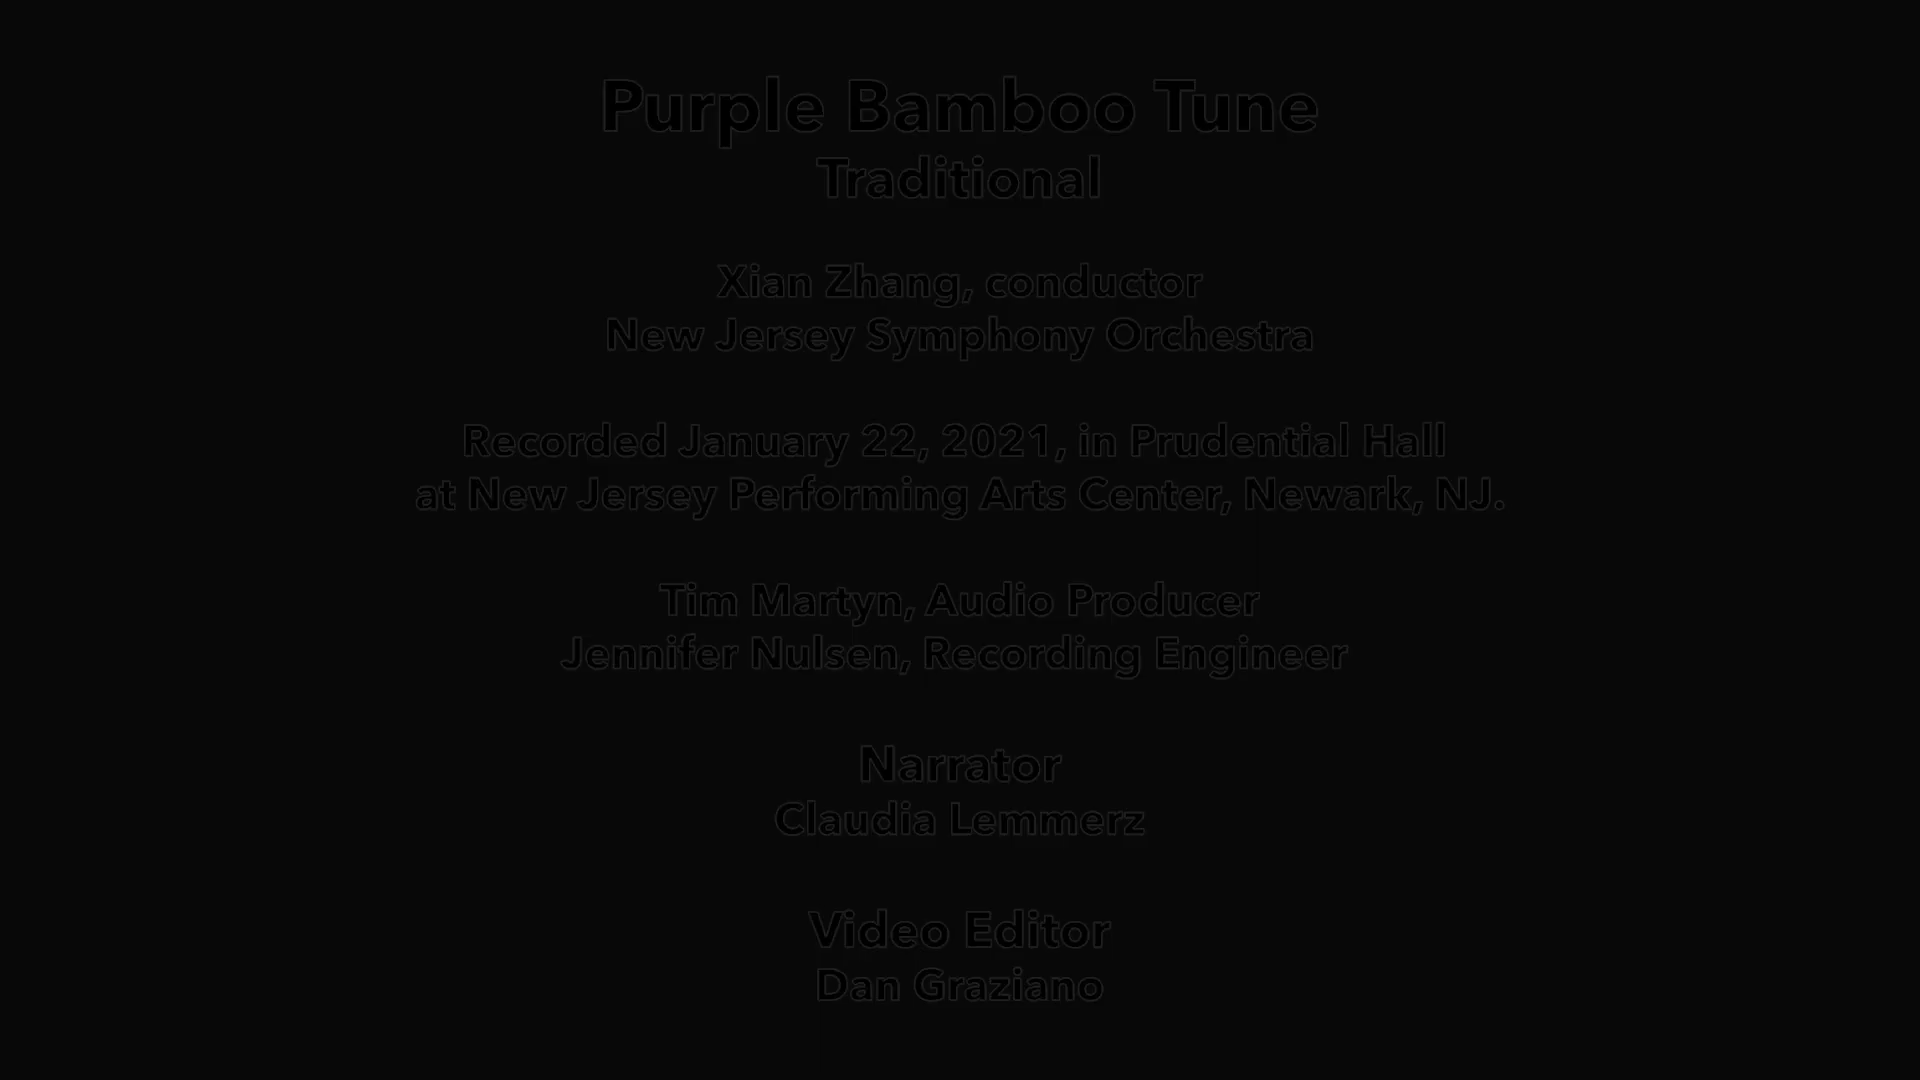 Purple Bamboo Tune
Traditional
Xian Zhang, conductor
New Jersey Symphony Orchestra
Recorded January 22, 2021, in Prudential Hall
at New Jersey Performing Arts Center, Newark, NJ.
Tim Martyn, Audio Producer
Jennifer Nulsen, Recording Engineer
Narrator
Claudia Lemmerz
Video Editor
Dan Graziano